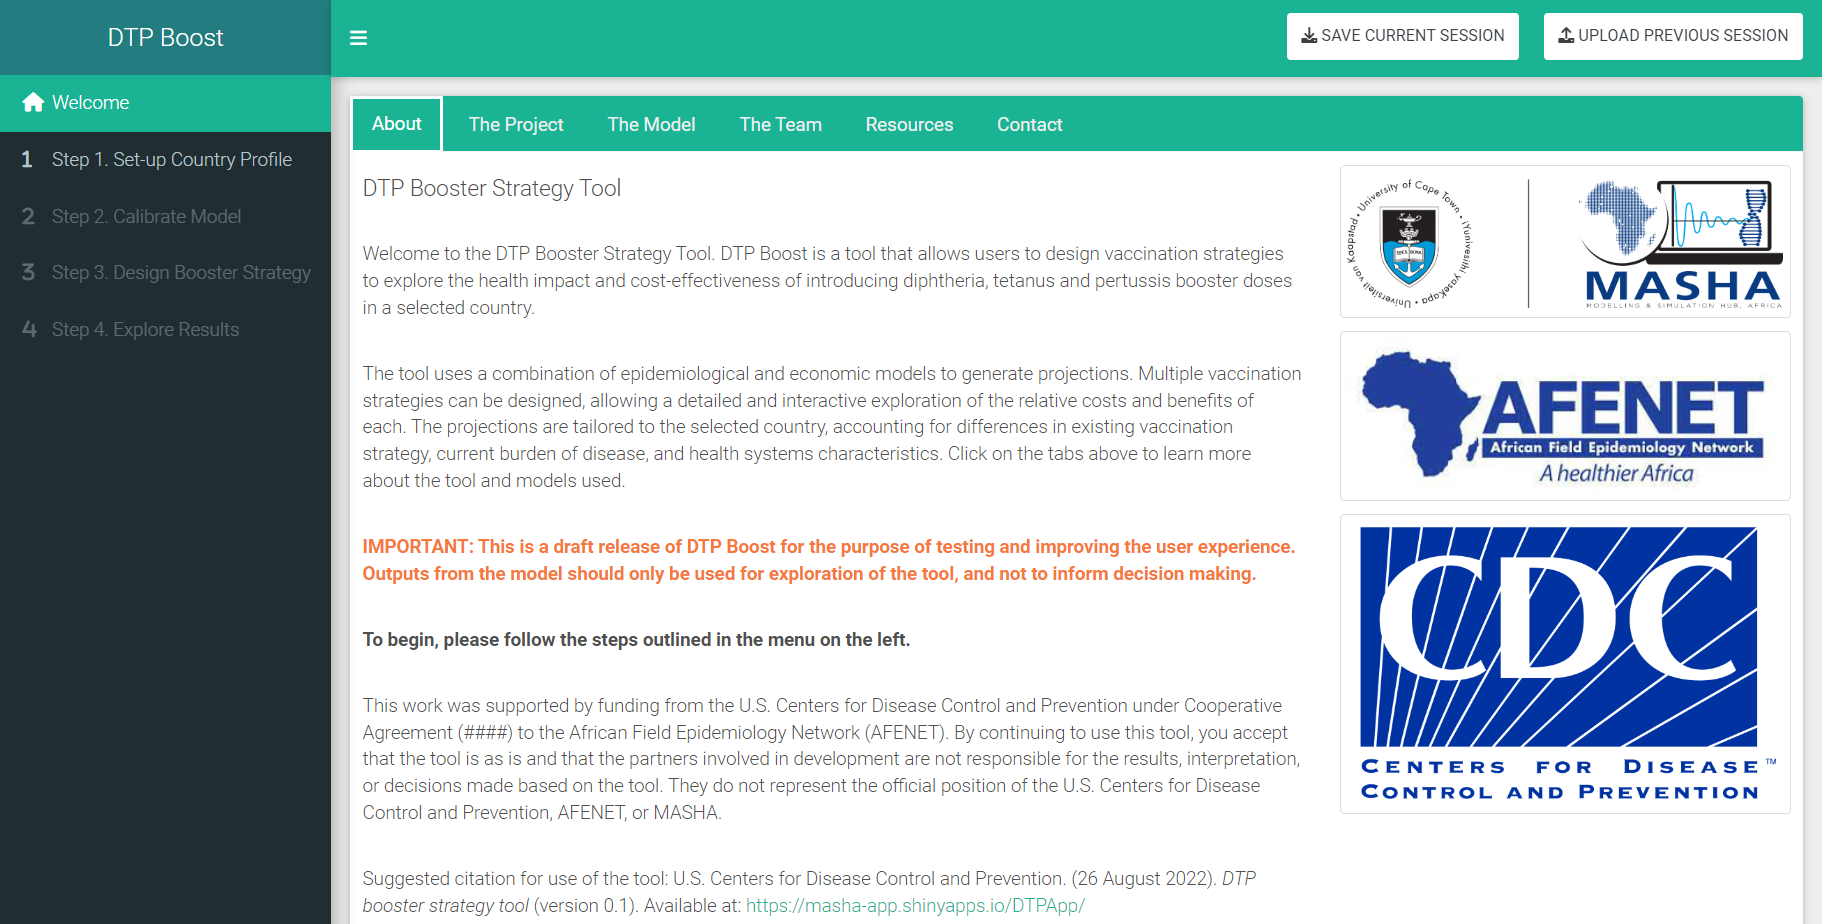 DTP Boost
SAVE CURRENT SESSION
UPLOAD PREVIOUS SESSION
Welcome
1 Step 1. Set-up Country Profile
2 Step 2. Calibrate Model
3 Step 3. Design Booster Strategy
4 Step 4. Explore Results
About
The Project
The Model
The Team
Resources
Contact
DTP Booster Strategy Tool
Welcome to the DTP Booster Strategy Tool. DTP Boost is a tool that allows users to design vaccination strategies
to explore the health impact and cost-effectiveness of introducing diphtheria, tetanus and pertussis booster doses
in a selected country.
The tool uses a combination of epidemiological and economic models to generate projections. Multiple vaccination
strategies can be designed, allowing a detailed and interactive exploration of the relative costs and benefits of
each. The projections are tailored to the selected country, accounting for differences in existing vaccination
strategy, current burden of disease, and health systems characteristics. Click on the tabs above to learn more
about the tool and models used.
IMPORTANT: This is a draft release of DTP Boost for the purpose of testing and improving the user experience.
Outputs from the model should only be used for exploration of the tool, and not to inform decision making.
To begin, please follow the steps outlined in the menu on the left.
This work was supported by funding from the U.S. Centers for Disease Control and Prevention under Cooperative
Agreement (####) to the African Field Epidemiology Network (AFENET). By continuing to use this tool, you accept
that the tool is as is and that the partners involved in development are not responsible for the results, interpretation,
or decisions made based on the tool. They do not represent the official position of the U.S. Centers for Disease
Control and Prevention, AFENET, or MASHA.
Suggested citation for use of the tool: U.S. Centers for Disease Control and Prevention. (26 August 2022). DTP
booster strategy tool (version 0.1). Available at: https://masha-app.shinyapps.io/DTPApp/
University of Cape Town • iYunivesithi yaseKapa • Universiteit van Kaapstad •
MASHA
MODELLING & SIMULATION HUB, AFRICA
AFENET
African Field Epidemiology Network
A healthier Africa
CDC
CENTERS FOR DISEASE ™
CONTROL AND PREVENTION